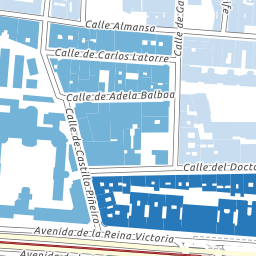 Calle Almansa
Calle de Carlos Latorre
Calle de Adela Balboa
Calle de Castillo Piñeiro
Calle del Docto
Avenida de la Reina Victoria